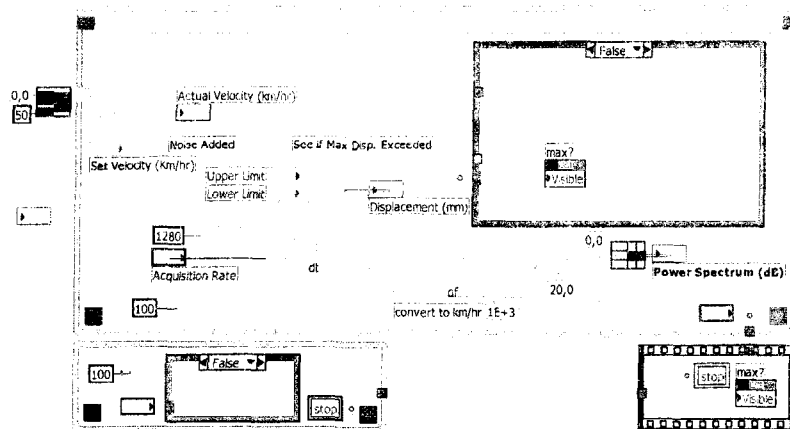 False
0,0
50
Actual Velocity (km/hr)
Noise Added
See if Max Disp. Exceeded
Set Velocity (km/hr)
max?
Visible
Upper Limit
Lower Limit
Displacement (mm)
1280
Acquisition Rate
dt
0,0
Power Spectrum (dB)
df
20,0
100
convert to km/hr 1E+3
False
100
stop
stop
max?
Visible